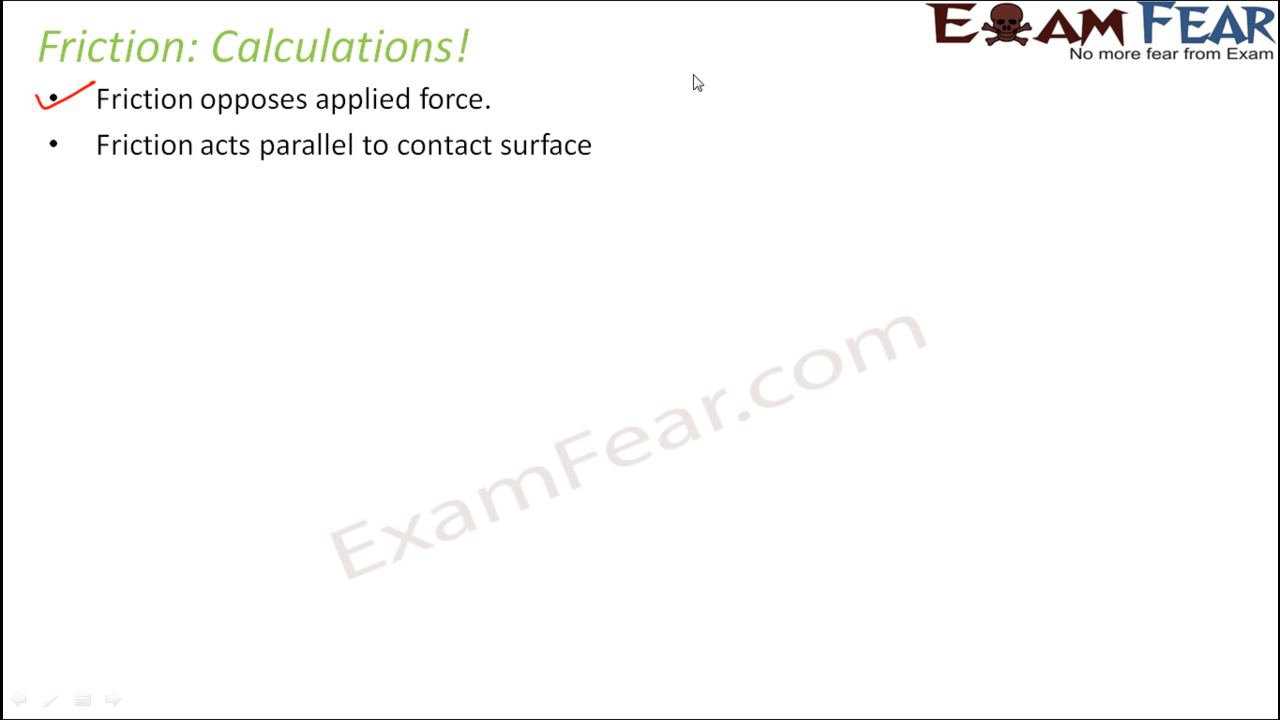 Friction: Calculations!
EXAM FEAR
No more fear from Exam
• Friction opposes applied force.
• Friction acts parallel to contact surface
ExamFear.com